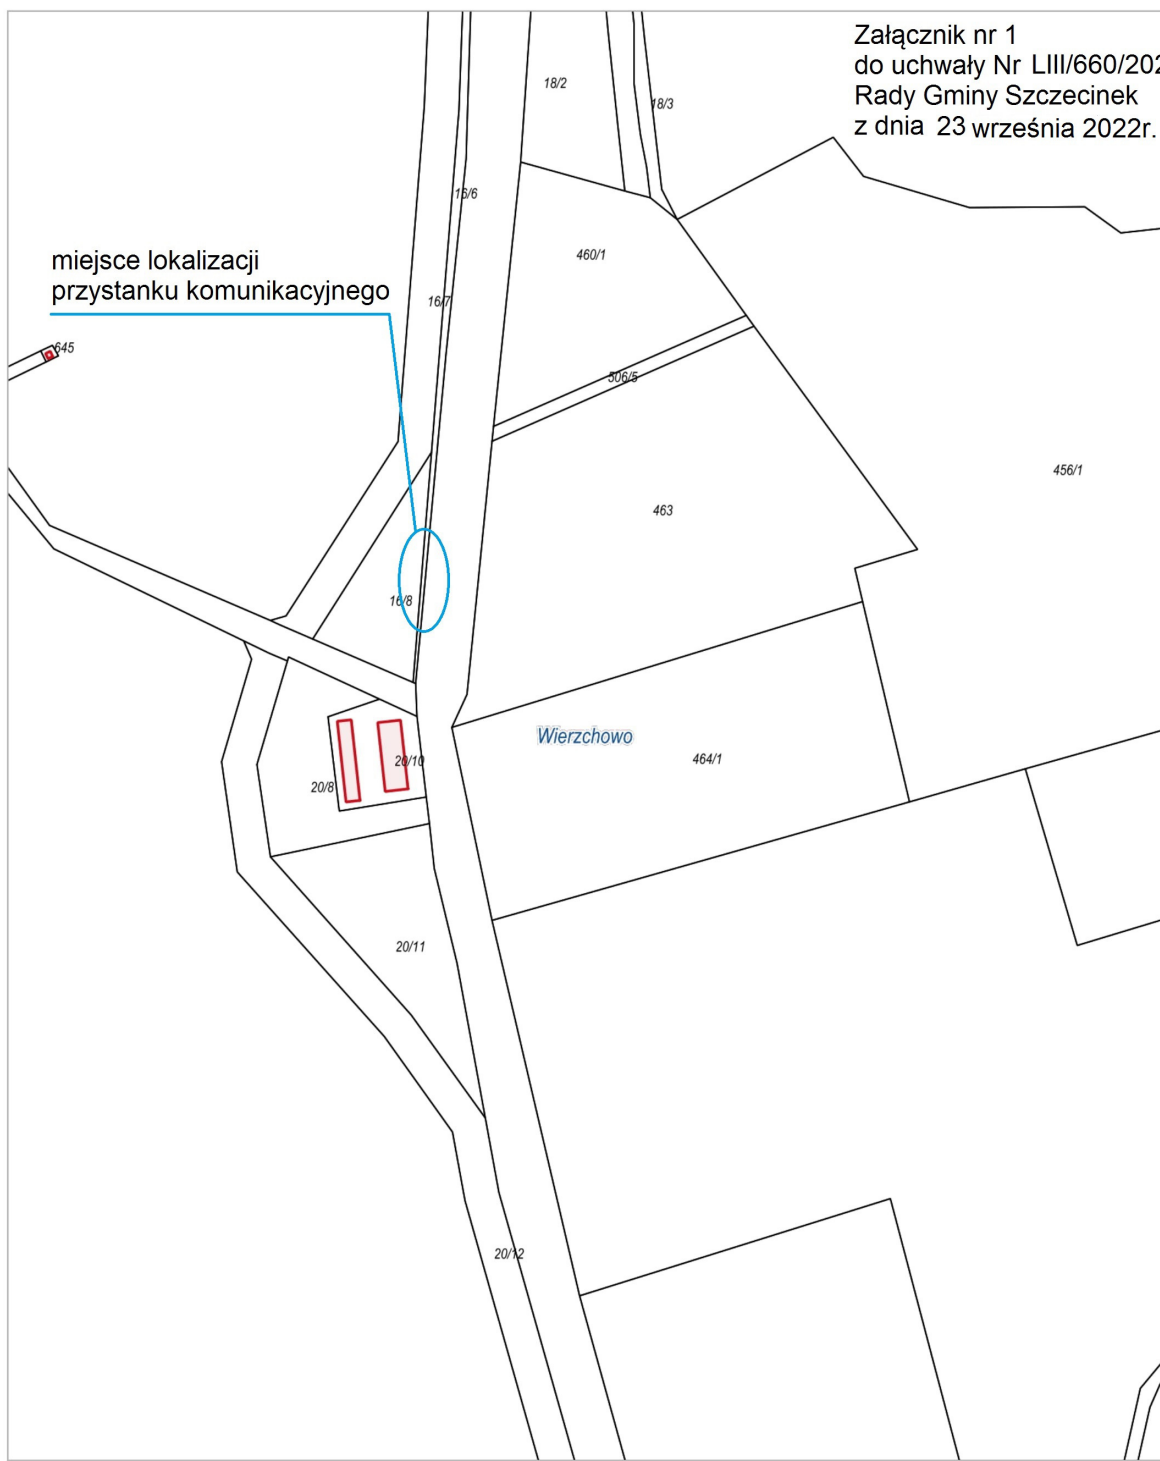 Załącznik nr 1
do uchwały Nr LIII/660/202
Rady Gminy Szczecinek
z dnia 23 września 2022r.
18/2
18/3
16/6
460/1
miejsce lokalizacji
przystanku komunikacyjnego
16/7
645
506/5
456/1
463
16/8
Wierzchowo
464/1
20/10
20/8
20/11
20/12